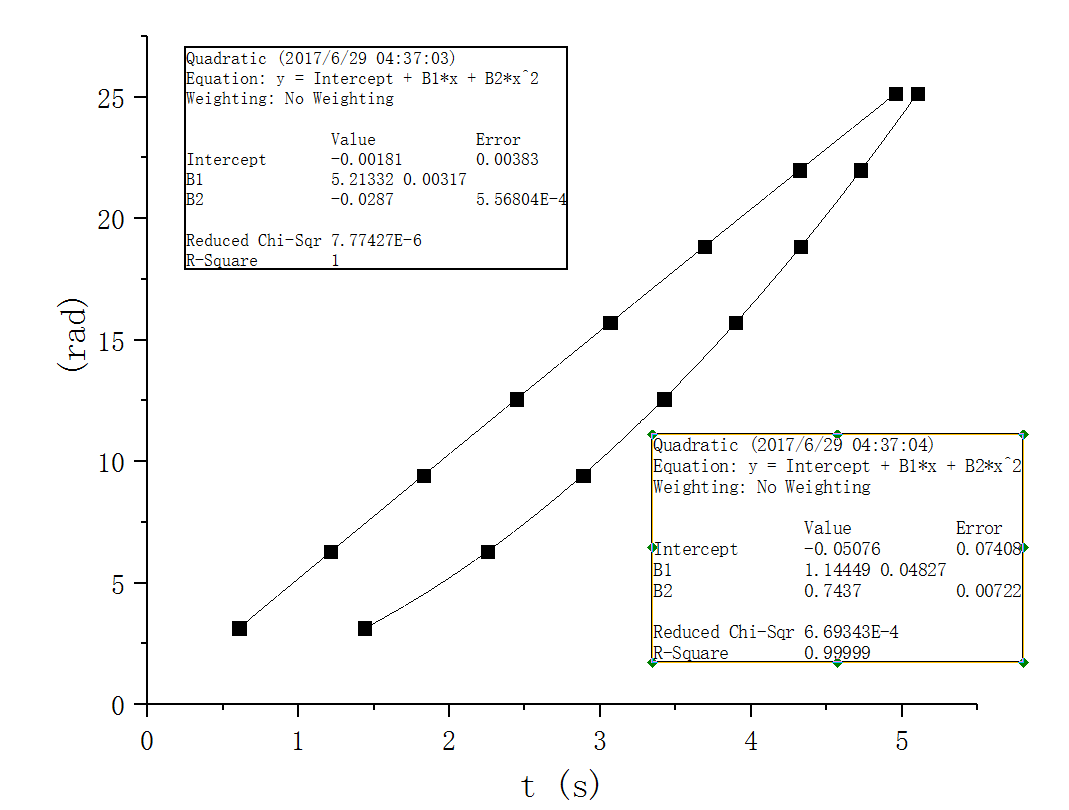 Quadratic (2017/6/29 04:37:03)
Equation: y = Intercept + B1*x + B2*x^2
Weighting: No Weighting
Value Error
Intercept -0.00181 0.00383
B1 5.21332 0.00317
B2 -0.0287 5.56804E-4
Reduced Chi-Sqr 7.77427E-6
R-Square 1
25
20
15
10
5
0
(rad)
Quadratic (2017/6/29 04:37:04)
Equation: y = Intercept + B1*x + B2*x^2
Weighting: No Weighting
Value Error
Intercept -0.05076 0.07408
B1 1.14449 0.04827
B2 0.7437 0.00722
Reduced Chi-Sqr 6.69343E-4
R-Square 0.99999
0 1 2 3 4 5
t (s)